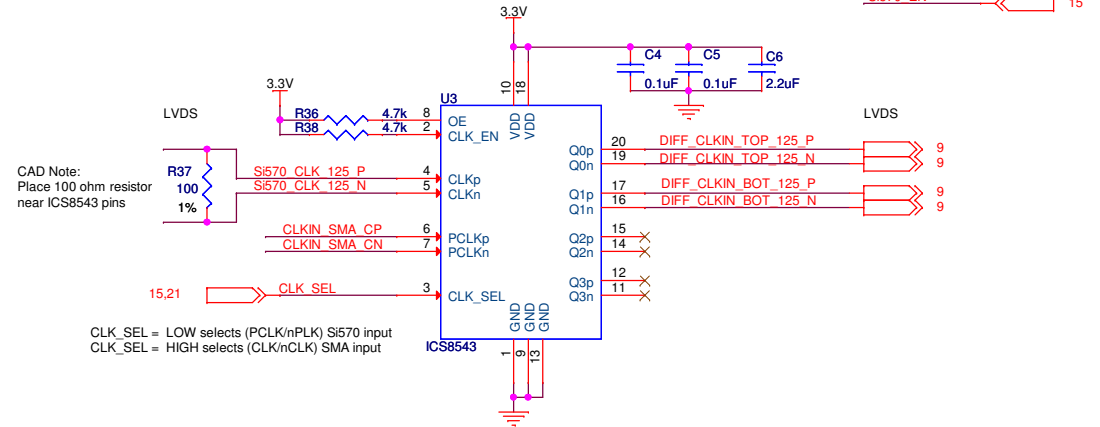 15
3.3V
C4
C5
C6
0.1uF
0.1uF
2.2uF
3.3V
10
18
U3
LVDS
LVDS
R36
4.7k
8
OE
VDD
VDD
R38
4.7k
2
CLK_EN
20
DIFF_CLKIN_TOP_125_P
9
Q0p
19
DIFF_CLKIN_TOP_125_N
Q0n
CAD Note:
Place 100 ohm resistor
near ICS8543 pins
R37
100
1%
Si570_CLK_125_P
4
CLKp
Si570_CLK_125_N
5
CLKn
17
DIFF_CLKIN_BOT_125_P
9
Q1p
16
DIFF_CLKIN_BOT_125_N
9
Q1n
CLKIN_SMA_CP
6
PCLKp
CLKIN_SMA_CN
7
PCLKn
15
Q2p
14
Q2n
12
Q3p
11
Q3n
15,21
CLK_SEL
3
CLK_SEL
GND
GND
GND
CLK_SEL = LOW selects (PCLK/nPLK) Si570 input
CLK_SEL = HIGH selects (CLK/nCLK) SMA input
ICS8543
1
9
13